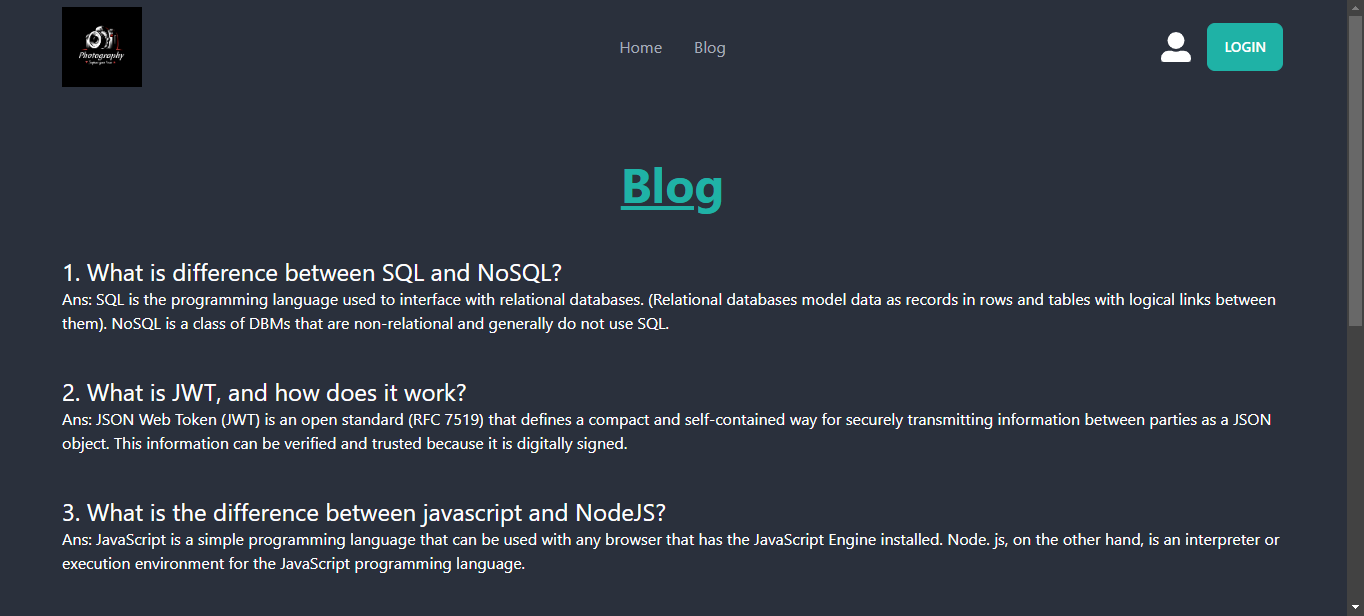 Photography
Home
Blog
LOGIN
Blog
1. What is difference between SQL and NoSQL?
Ans: SQL is the programming language used to interface with relational databases. (Relational databases model data as records in rows and tables with logical links between
them). NoSQL is a class of DBMs that are non-relational and generally do not use SQL.
2. What is JWT, and how does it work?
Ans: JSON Web Token (JWT) is an open standard (RFC 7519) that defines a compact and self-contained way for securely transmitting information between parties as a JSON
object. This information can be verified and trusted because it is digitally signed.
3. What is the difference between javascript and NodeJS?
Ans: JavaScript is a simple programming language that can be used with any browser that has the JavaScript Engine installed. Node. js, on the other hand, is an interpreter or
execution environment for the JavaScript programming language.